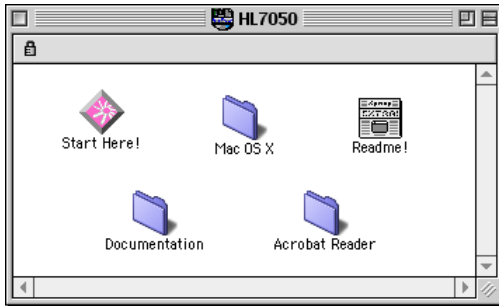 HL7050
Start Here!
Mac OS X
Readme!
Documentation
Acrobat Reader